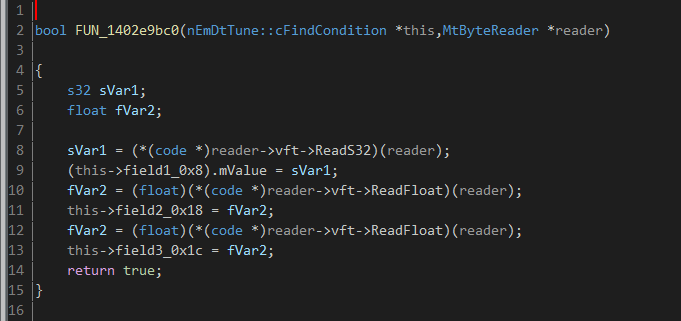 1
2 bool FUN_1402e9bc0(nEmDtTune::cFindCondition *this,MtByteReader *reader)
3
4 {
5 s32 sVar1;
6 float fVar2;
7
8 sVar1 = (*(code *)reader->vft->ReadS32)(reader);
9 (this->field1_0x8).mValue = sVar1;
10 fVar2 = (float)(*(code *)reader->vft->ReadFloat)(reader);
11 this->field2_0x18 = fVar2;
12 fVar2 = (float)(*(code *)reader->vft->ReadFloat)(reader);
13 this->field3_0x1c = fVar2;
14 return true;
15 }
16